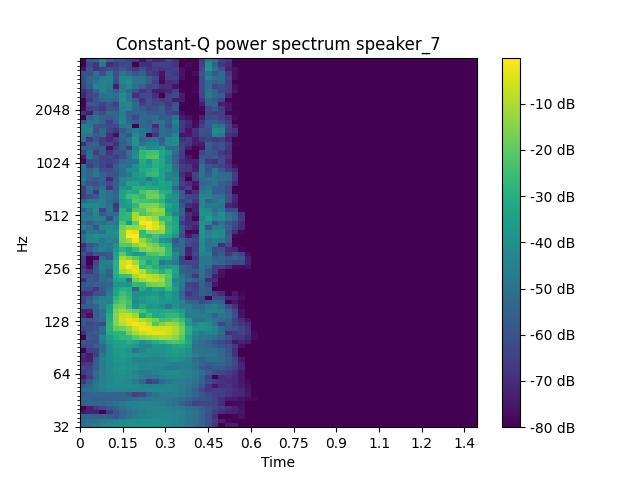 Constant-Q power spectrum speaker_7
Hz
2048
1024
512
256
128
64
32
0 0.15 0.3 0.45 0.6 0.75 0.9 1.1 1.2 1.4
Time
-10 dB
-20 dB
-30 dB
-40 dB
-50 dB
-60 dB
-70 dB
-80 dB